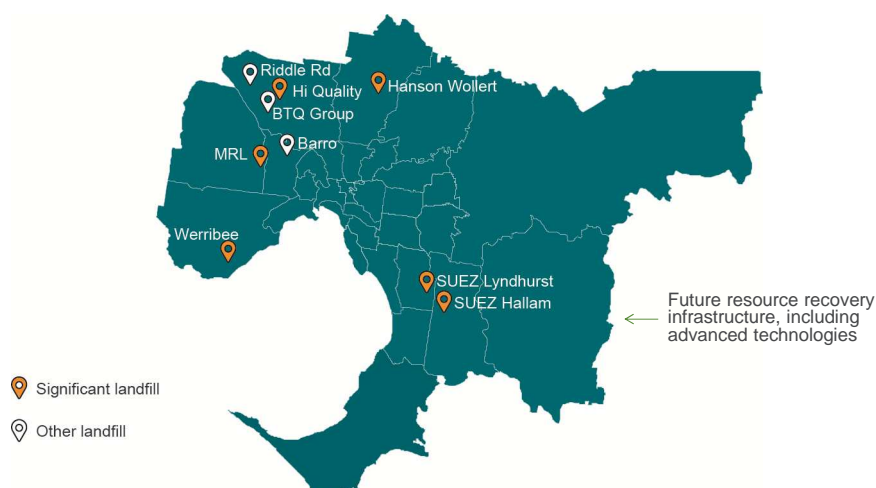 Riddle Rd
Hi Quality
BTQ Group
Hanson Wollert
Barro
MRL
Werribee
SUEZ Lyndhurst
SUEZ Hallam
Future resource recovery
infrastructure, including
advanced technologies
Significant landfill
Other landfill